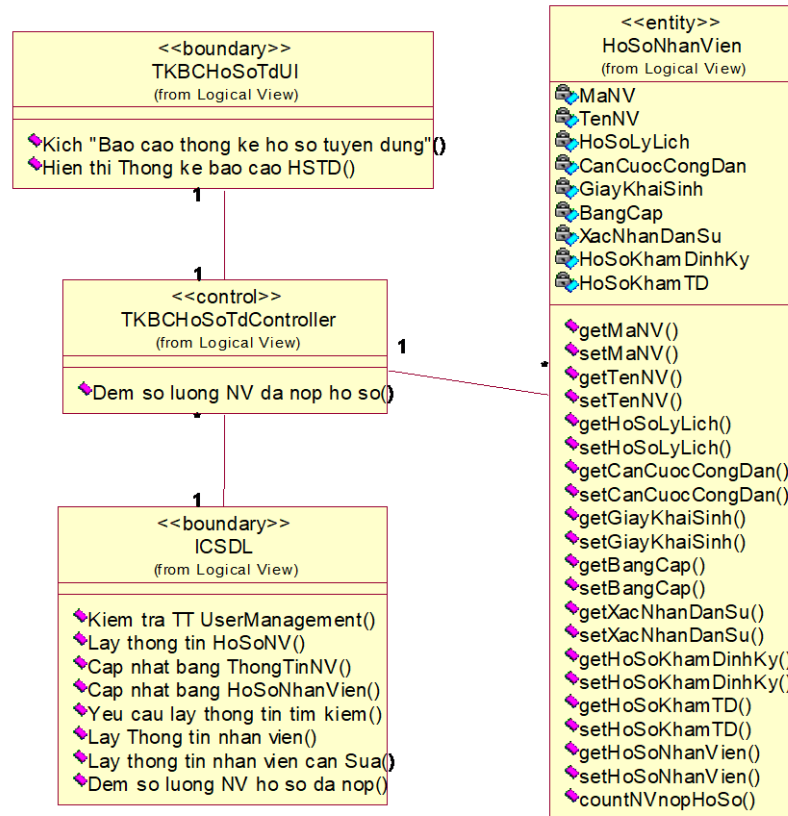 <<boundary>>
TKBCHoSoTdUI
(from Logical View)
Kich "Bao cao thong ke ho so tuyen dung"()
Hien thi Thong ke bao cao HSTD()
1
1
<<control>>
TKBCHoSoTdController
(from Logical View)
Dem so luong NV da nop ho so()
1
*
*
1
<<boundary>>
ICSDL
(from Logical View)
Kiem tra TT UserManagement()
Lay thong tin HoSoNV()
Cap nhat bang ThongTinNV()
Cap nhat bang HoSoNhanVien()
Yeu cau lay thong tin tim kiem()
Lay Thong tin nhan vien()
Lay thong tin nhan vien can Sua()
Dem so luong NV ho so da nop()
<<entity>>
HoSoNhanVien
(from Logical View)
MaNV
TenNV
HoSoLyLich
CanCuocCongDan
GiayKhaiSinh
BangCap
XacNhanDanSu
HoSoKhamDinhKy
HoSoKhamTD
getMaNV()
setMaNV()
getTenNV()
setTenNV()
getHoSoLyLich()
setHoSoLyLich()
getCanCuocCongDan()
setCanCuocCongDan()
getGiayKhaiSinh()
setGiayKhaiSinh()
getBangCap()
setBangCap()
getXacNhanDanSu()
setXacNhanDanSu()
getHoSoKhamDinhKy()
setHoSoKhamDinhKy()
getHoSoKhamTD()
setHoSoKhamTD()
getHoSoNhanVien()
setHoSoNhanVien()
countNVnopHoSo()